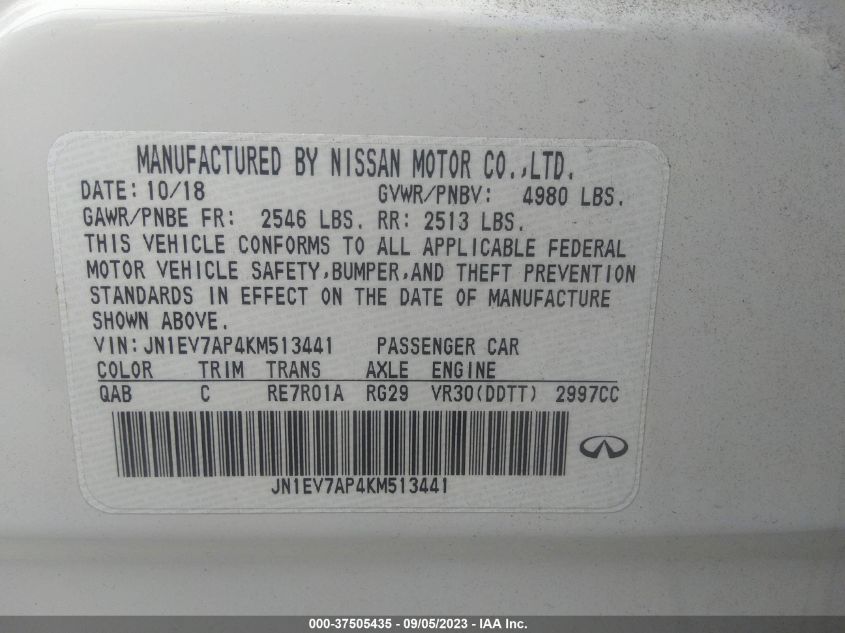 MANUFACTURED BY NISSAN MOTOR CO.,LTD.
DATE: 10/18 GVWR/PNBV: 4980 LBS.
GAWR/PNBE FR: 2546 LBS. RR: 2513 LBS.
THIS VEHICLE CONFORMS TO ALL APPLICABLE FEDERAL
MOTOR VEHICLE SAFETY,BUMPER,AND THEFT PREVENTION
STANDARDS IN EFFECT ON THE DATE OF MANUFACTURE
SHOWN ABOVE.
VIN:JN1EV7AP4KM513441 PASSENGER CAR
COLOR TRIM TRANS AXLE ENGINE
QAB C RE7R01A RG29 VR30(DDTT) 2997CC
JN1EV7AP4KM513441
000-37505435 - 09/05/2023 - IAA Inc.